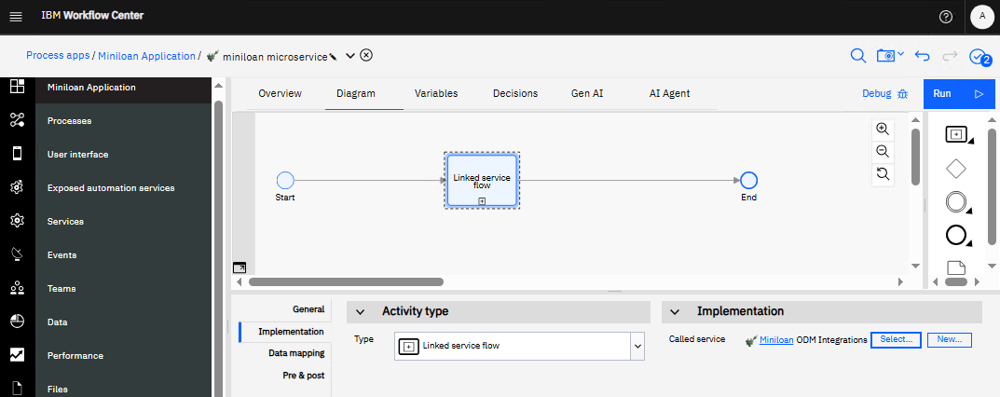 IBM Workflow Center
A
Process apps / Miniloan Application / miniloan microservice
2
Miniloan Application
Processes
User interface
Exposed automation services
Services
Events
Teams
Data
Performance
Files
Overview
Diagram
Variables
Decisions
Gen AI
AI Agent
Debug
Run
Start
Linked service
flow
End
General
Implementation
Data mapping
Pre & post
Activity type
Type
Linked service flow
Implementation
Called service
Miniloan ODM Integrations
Select...
New...